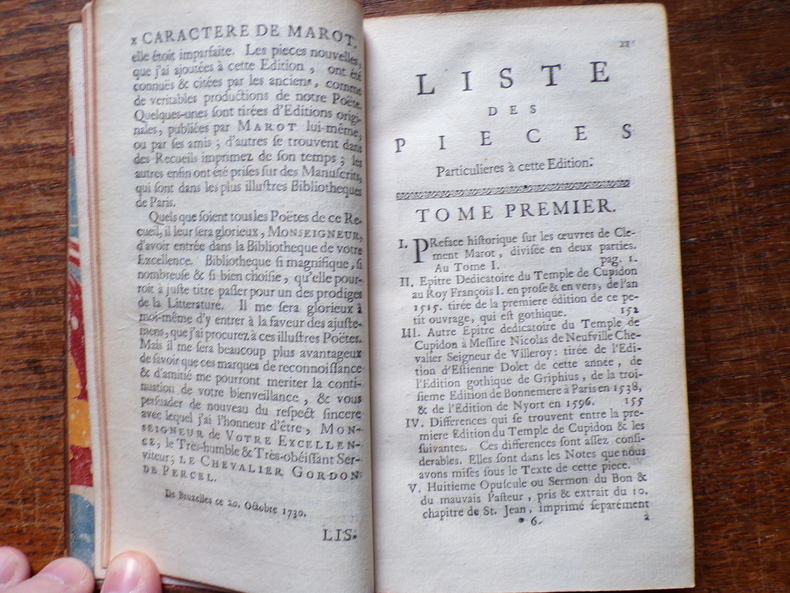 x CARACTERE DE MAROT.
elle étoit imparfaite. Les pieces nouvelles,
que j'ai ajoutées à cette Edition, ont été
connuës & citées par les anciens, comme
de veritables productions de notre Poëte.
Quelques-unes sont tirées d'Editions origi-
nales, publiées par MAROT lui-même,
ou par ses amis; d'autres se trouvent dans
des Recueils imprimez de son temps; les
autres enfin ont été prises sur des Manuscrits,
qui sont dans les plus illustres Bibliotheques
de Paris.
Quels que soient tous les Poëtes de ce Re-
cueil, il leur sera glorieux, MONSEIGNEUR,
d'avoir entrée dans la Bibliotheque de votre
Excellence. Bibliotheque si magnifique, si
nombreuse & si bien choisie, qu'elle pour-
roit à juste titre passer pour un des prodiges
de la Litterature. Il me sera glorieux à
moi-même d'y entrer à la faveur des ajuste-
mens, que j'ai procurez à ces illustres Poëtes.
Mais il me sera beaucoup plus avantageux
de savoir que ces marques de reconnoissance
& d'amitié me pourront meriter la conti-
nuation de votre bienveillance, & vous
persuader de nouveau du respect sincere
avec lequel j'ai l'honneur d'être, MON-
SEIGNEUR DE VOTRE EXCELLEN-
CE, le Très-humble & Très-obéissant Ser-
viteur; LE CHEVALIER GORDON
DE PERCEL.
De Bruxelles ce 20. Octobre 1730.
LIS-
LISTE
DES
PIECES
Particulieres à cette Edition.
TOME PREMIER.
I. PReface historique sur les œuvres de Cle-
ment Marot, divisée en deux parties.
Au Tome I. pag. 1.
II. Epitre Dedicatoire du Temple de Cupidon
au Roy François I. en prose & en vers, de l'an
1515. tirée de la premiere édition de ce pe-
tit ouvrage, qui est gothique. 152
III. Autre Epitre dedicatoire du Temple de
Cupidon à Messire Nicolas de Neufville Che-
valier Seigneur de Villeroy: tirée de l'Edi-
tion d'Estienne Dolet de cette année, de
l'Edition gothique de Griphius, de la troi-
sieme Edition de Bonnemere à Paris en 1538,
& de l'Edition de Nyort en 1596. 155
IV. Differences qui se trouvent entre la pre-
miere Edition du Temple de Cupidon & les
suivantes. Ces differences sont assez consi-
derables. Elles sont dans les Notes que nous
avons mises sous le Texte de cette piece.
V. Huitieme Opuscule ou Sermon du Bon &
du mauvais Pasteur, pris & extrait du 10.
chapitre de St. Jean, imprimé separément
* 6. à